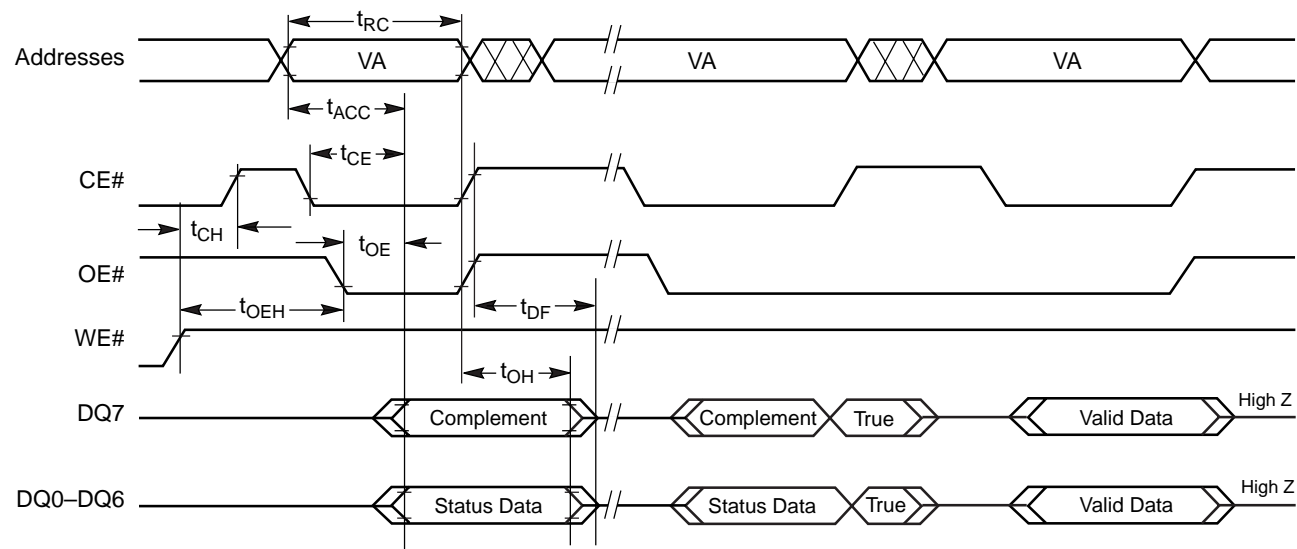 tRC
Addresses VA VA VA
tACC
tCE
CE#
tCH tOE
OE#
tOEH tDF
WE#
tOH
DQ7 Complement Complement True Valid Data High Z
DQ0–DQ6 Status Data Status Data True Valid Data High Z